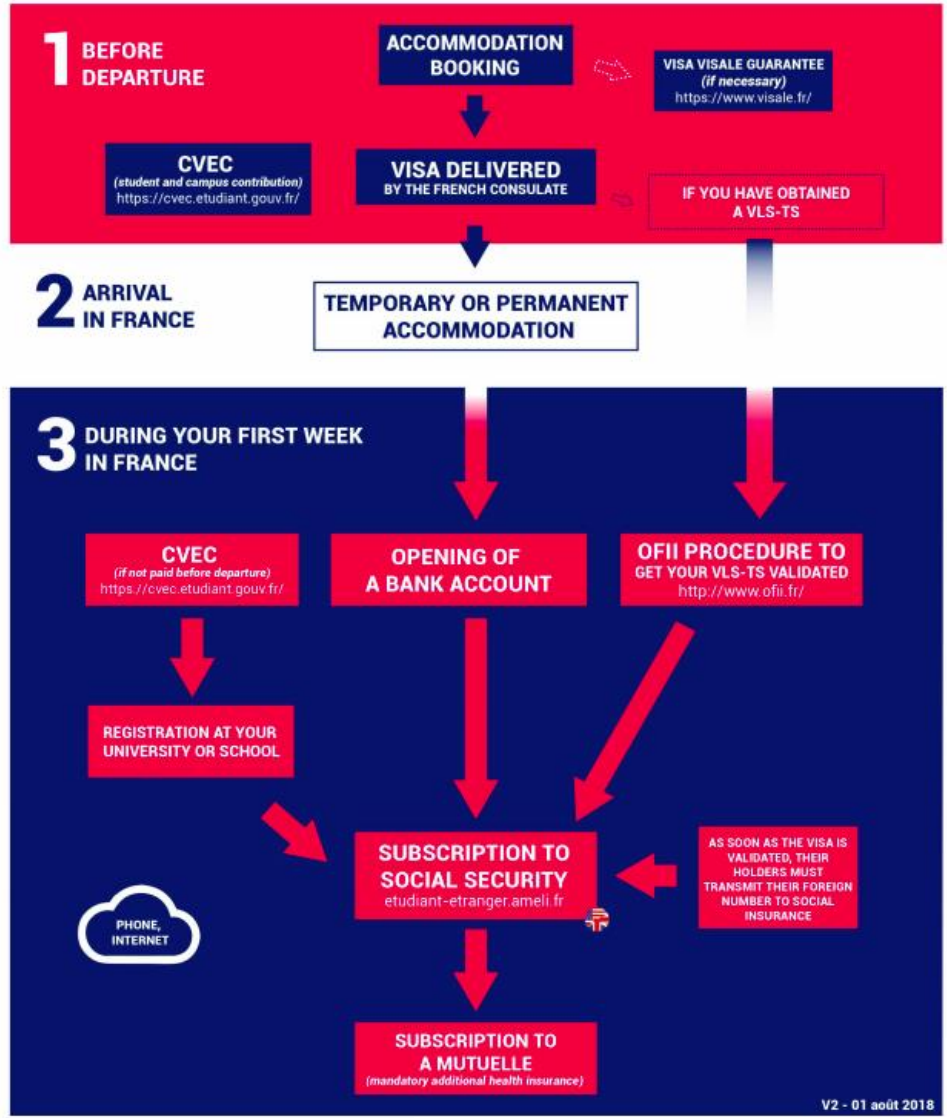 1 BEFORE
DEPARTURE
ACCOMMODATION
BOOKING
VISA VISALE GUARANTEE
(if necessary)
https://www.visale.fr/
CVEC
(student and campus contribution)
https://cvec.etudiant.gouv.fr/
VISA DELIVERED
BY THE FRENCH CONSULATE
IF YOU HAVE OBTAINED
A VLS-TS
2 ARRIVAL
IN FRANCE
TEMPORARY OR PERMANENT
ACCOMMODATION
3 DURING YOUR FIRST WEEK
IN FRANCE
CVEC
(if not paid before departure)
https://cvec.etudiant.gouv.fr/
OPENING OF
A BANK ACCOUNT
OFII PROCEDURE TO
GET YOUR VLS-TS VALIDATED
http://www.ofii.fr/
REGISTRATION AT YOUR
UNIVERSITY OR SCHOOL
SUBSCRIPTION TO
SOCIAL SECURITY
etudiant-etranger.ameli.fr
AS SOON AS THE VISA IS
VALIDATED, THEIR
HOLDERS MUST
TRANSMIT THEIR FOREIGN
NUMBER TO SOCIAL
INSURANCE
PHONE,
INTERNET
SUBSCRIPTION TO
A MUTUELLE
(mandatory additional health insurance)
V2 - 01 août 2018